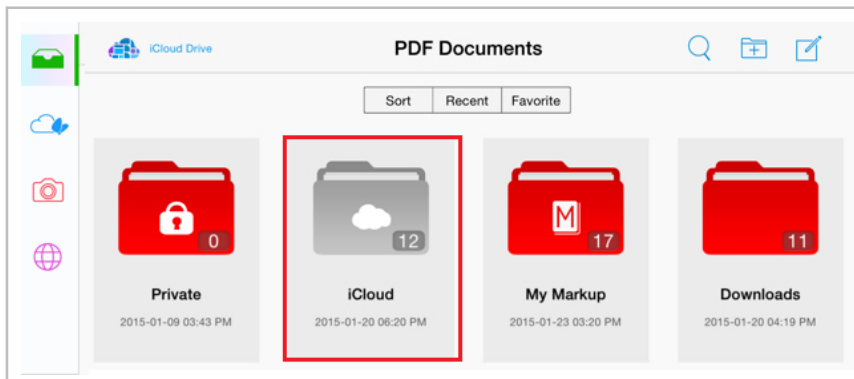 iCloud Drive
PDF Documents
Sort Recent Favorite
0
12
M
17
11
Private
iCloud
My Markup
Downloads
2015-01-09 03:43 PM
2015-01-20 06:20 PM
2015-01-23 03:20 PM
2015-01-20 04:19 PM